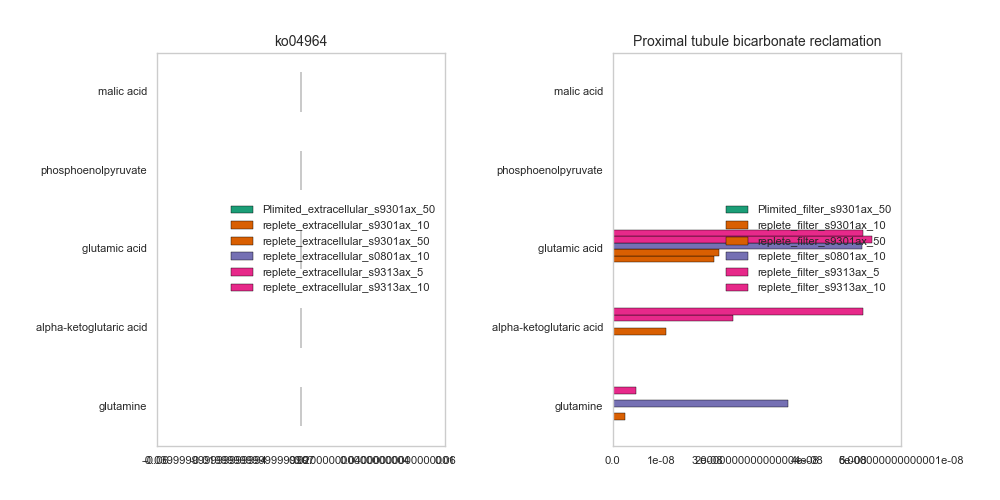 ko04964
malic acid
phosphoenolpyruvate
glutamic acid
alpha-ketoglutaric acid
glutamine
Plimited_extracellular_s9301ax_50
replete_extracellular_s9301ax_10
replete_extracellular_s9301ax_50
replete_extracellular_s0801ax_10
replete_extracellular_s9313ax_5
replete_extracellular_s9313ax_10
Proximal tubule bicarbonate reclamation
malic acid
phosphoenolpyruvate
glutamic acid
alpha-ketoglutaric acid
glutamine
Plimited_filter_s9301ax_50
replete_filter_s9301ax_10
replete_filter_s9301ax_50
replete_filter_s0801ax_10
replete_filter_s9313ax_5
replete_filter_s9313ax_10
0.0 1e-08